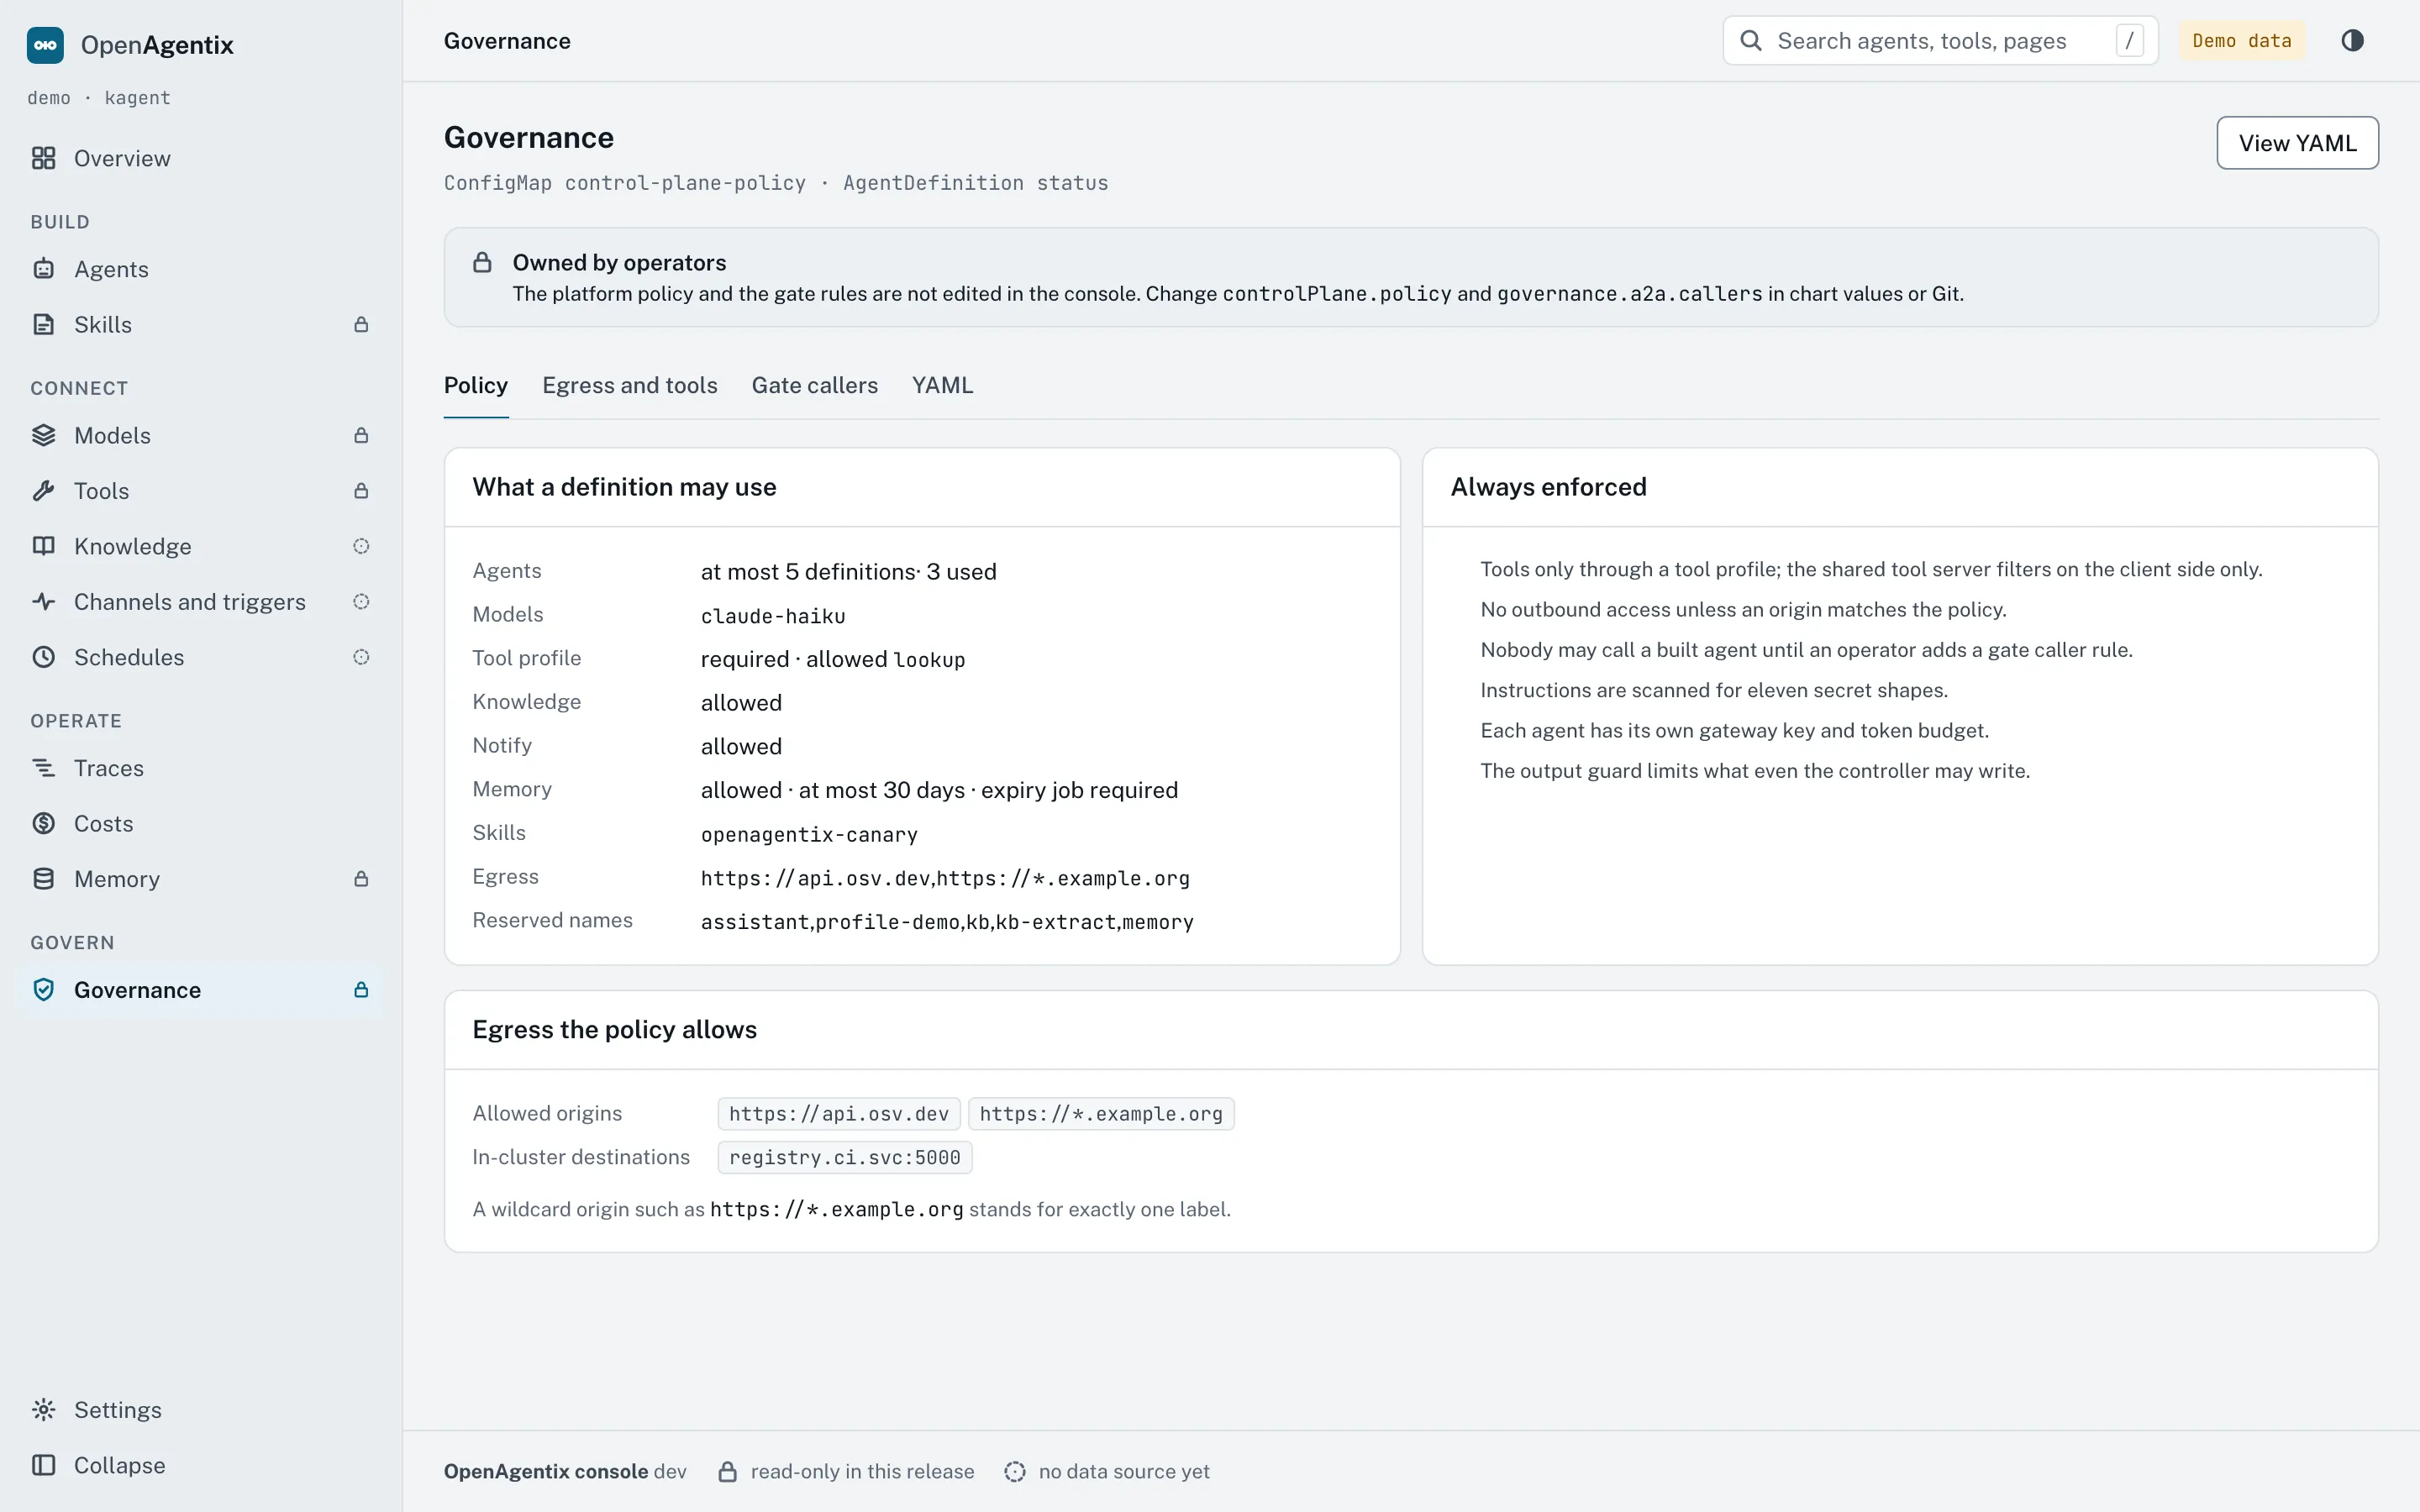 OpenAgentix
demo · kagent
Overview
BUILD
Agents
Skills
CONNECT
Models
Tools
Knowledge
Channels and triggers
Schedules
OPERATE
Traces
Costs
Memory
GOVERN
Governance
Settings
Collapse
Governance
Search agents, tools, pages /
Demo data
Governance
View YAML
ConfigMap control-plane-policy · AgentDefinition status
Owned by operators
The platform policy and the gate rules are not edited in the console. Change controlPlane.policy and governance.a2a.callers in chart values or Git.
Policy Egress and tools Gate callers YAML
What a definition may use
Agents at most 5 definitions· 3 used
Models claude-haiku
Tool profile required · allowed lookup
Knowledge allowed
Notify allowed
Memory allowed · at most 30 days · expiry job required
Skills openagentix-canary
Egress https://api.osv.dev,https://*.example.org
Reserved names assistant,profile-demo,kb,kb-extract,memory
Always enforced
Tools only through a tool profile; the shared tool server filters on the client side only.
No outbound access unless an origin matches the policy.
Nobody may call a built agent until an operator adds a gate caller rule.
Instructions are scanned for eleven secret shapes.
Each agent has its own gateway key and token budget.
The output guard limits what even the controller may write.
Egress the policy allows
Allowed origins https://api.osv.dev https://*.example.org
In-cluster destinations registry.ci.svc:5000
A wildcard origin such as https://*.example.org stands for exactly one label.
OpenAgentix console dev read-only in this release no data source yet